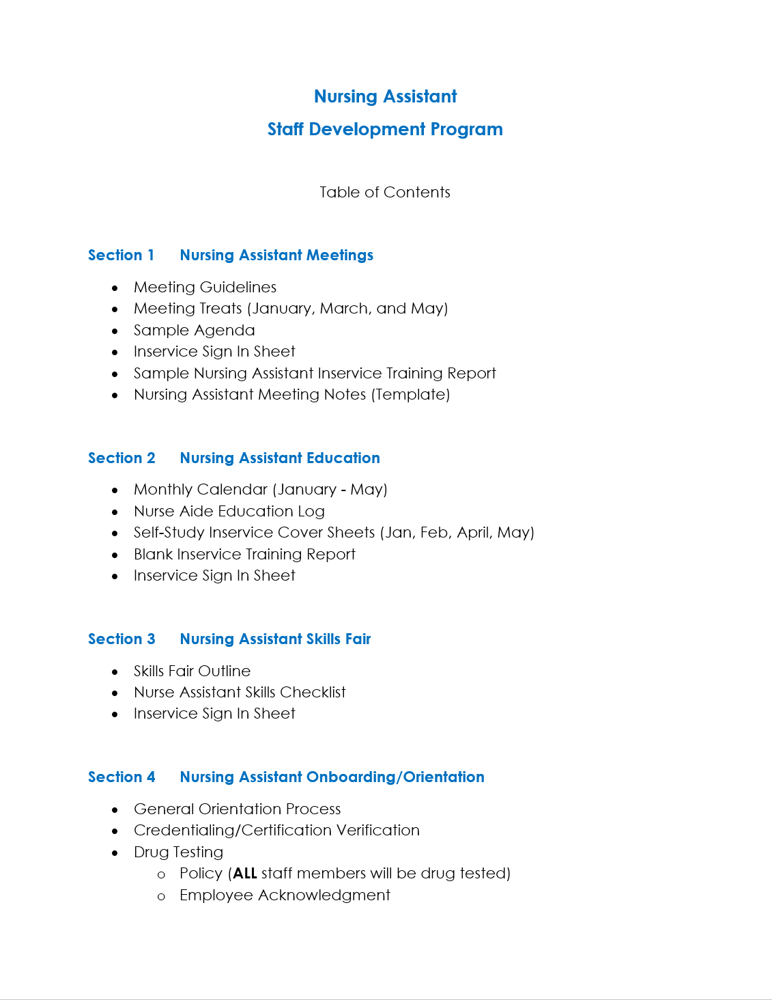 Nursing Assistant
Staff Development Program
Table of Contents
Section 1 Nursing Assistant Meetings
• Meeting Guidelines
• Meeting Treats (January, March, and May)
• Sample Agenda
• Inservice Sign In Sheet
• Sample Nursing Assistant Inservice Training Report
• Nursing Assistant Meeting Notes (Template)
Section 2 Nursing Assistant Education
• Monthly Calendar (January - May)
• Nurse Aide Education Log
• Self-Study Inservice Cover Sheets (Jan, Feb, April, May)
• Blank Inservice Training Report
• Inservice Sign In Sheet
Section 3 Nursing Assistant Skills Fair
• Skills Fair Outline
• Nurse Assistant Skills Checklist
• Inservice Sign In Sheet
Section 4 Nursing Assistant Onboarding/Orientation
• General Orientation Process
• Credentialing/Certification Verification
• Drug Testing
o Policy (ALL staff members will be drug tested)
o Employee Acknowledgment